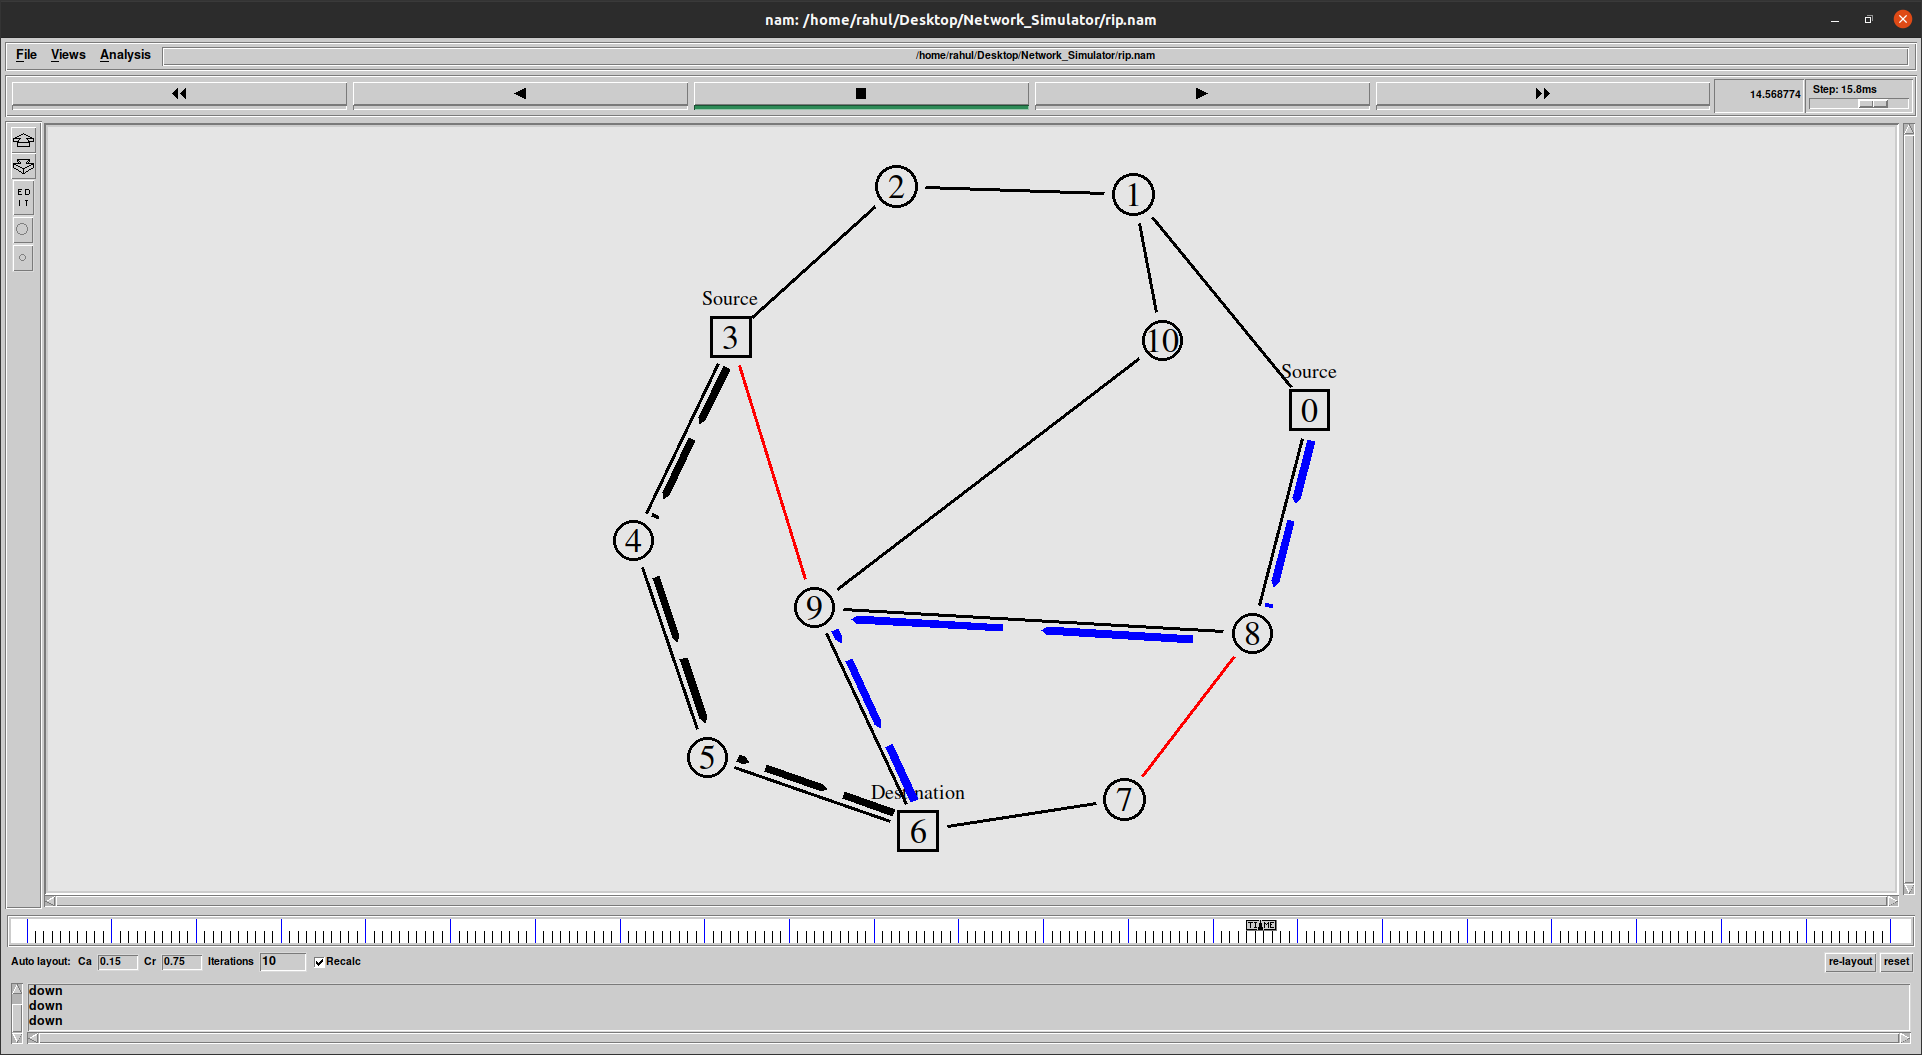 nam: /home/rahul/Desktop/Network_Simulator/rip.nam
File Views Analysis /home/rahul/Desktop/Network_Simulator/rip.nam
14.568774 Step: 15.8ms
ED
IT
2
1
Source
3
10
Source
0
4
9
8
5
7
Destination
6
TIME
Auto layout: Ca 0.15 Cr 0.75 Iterations 10 Recalc re-layout reset
down
down
down